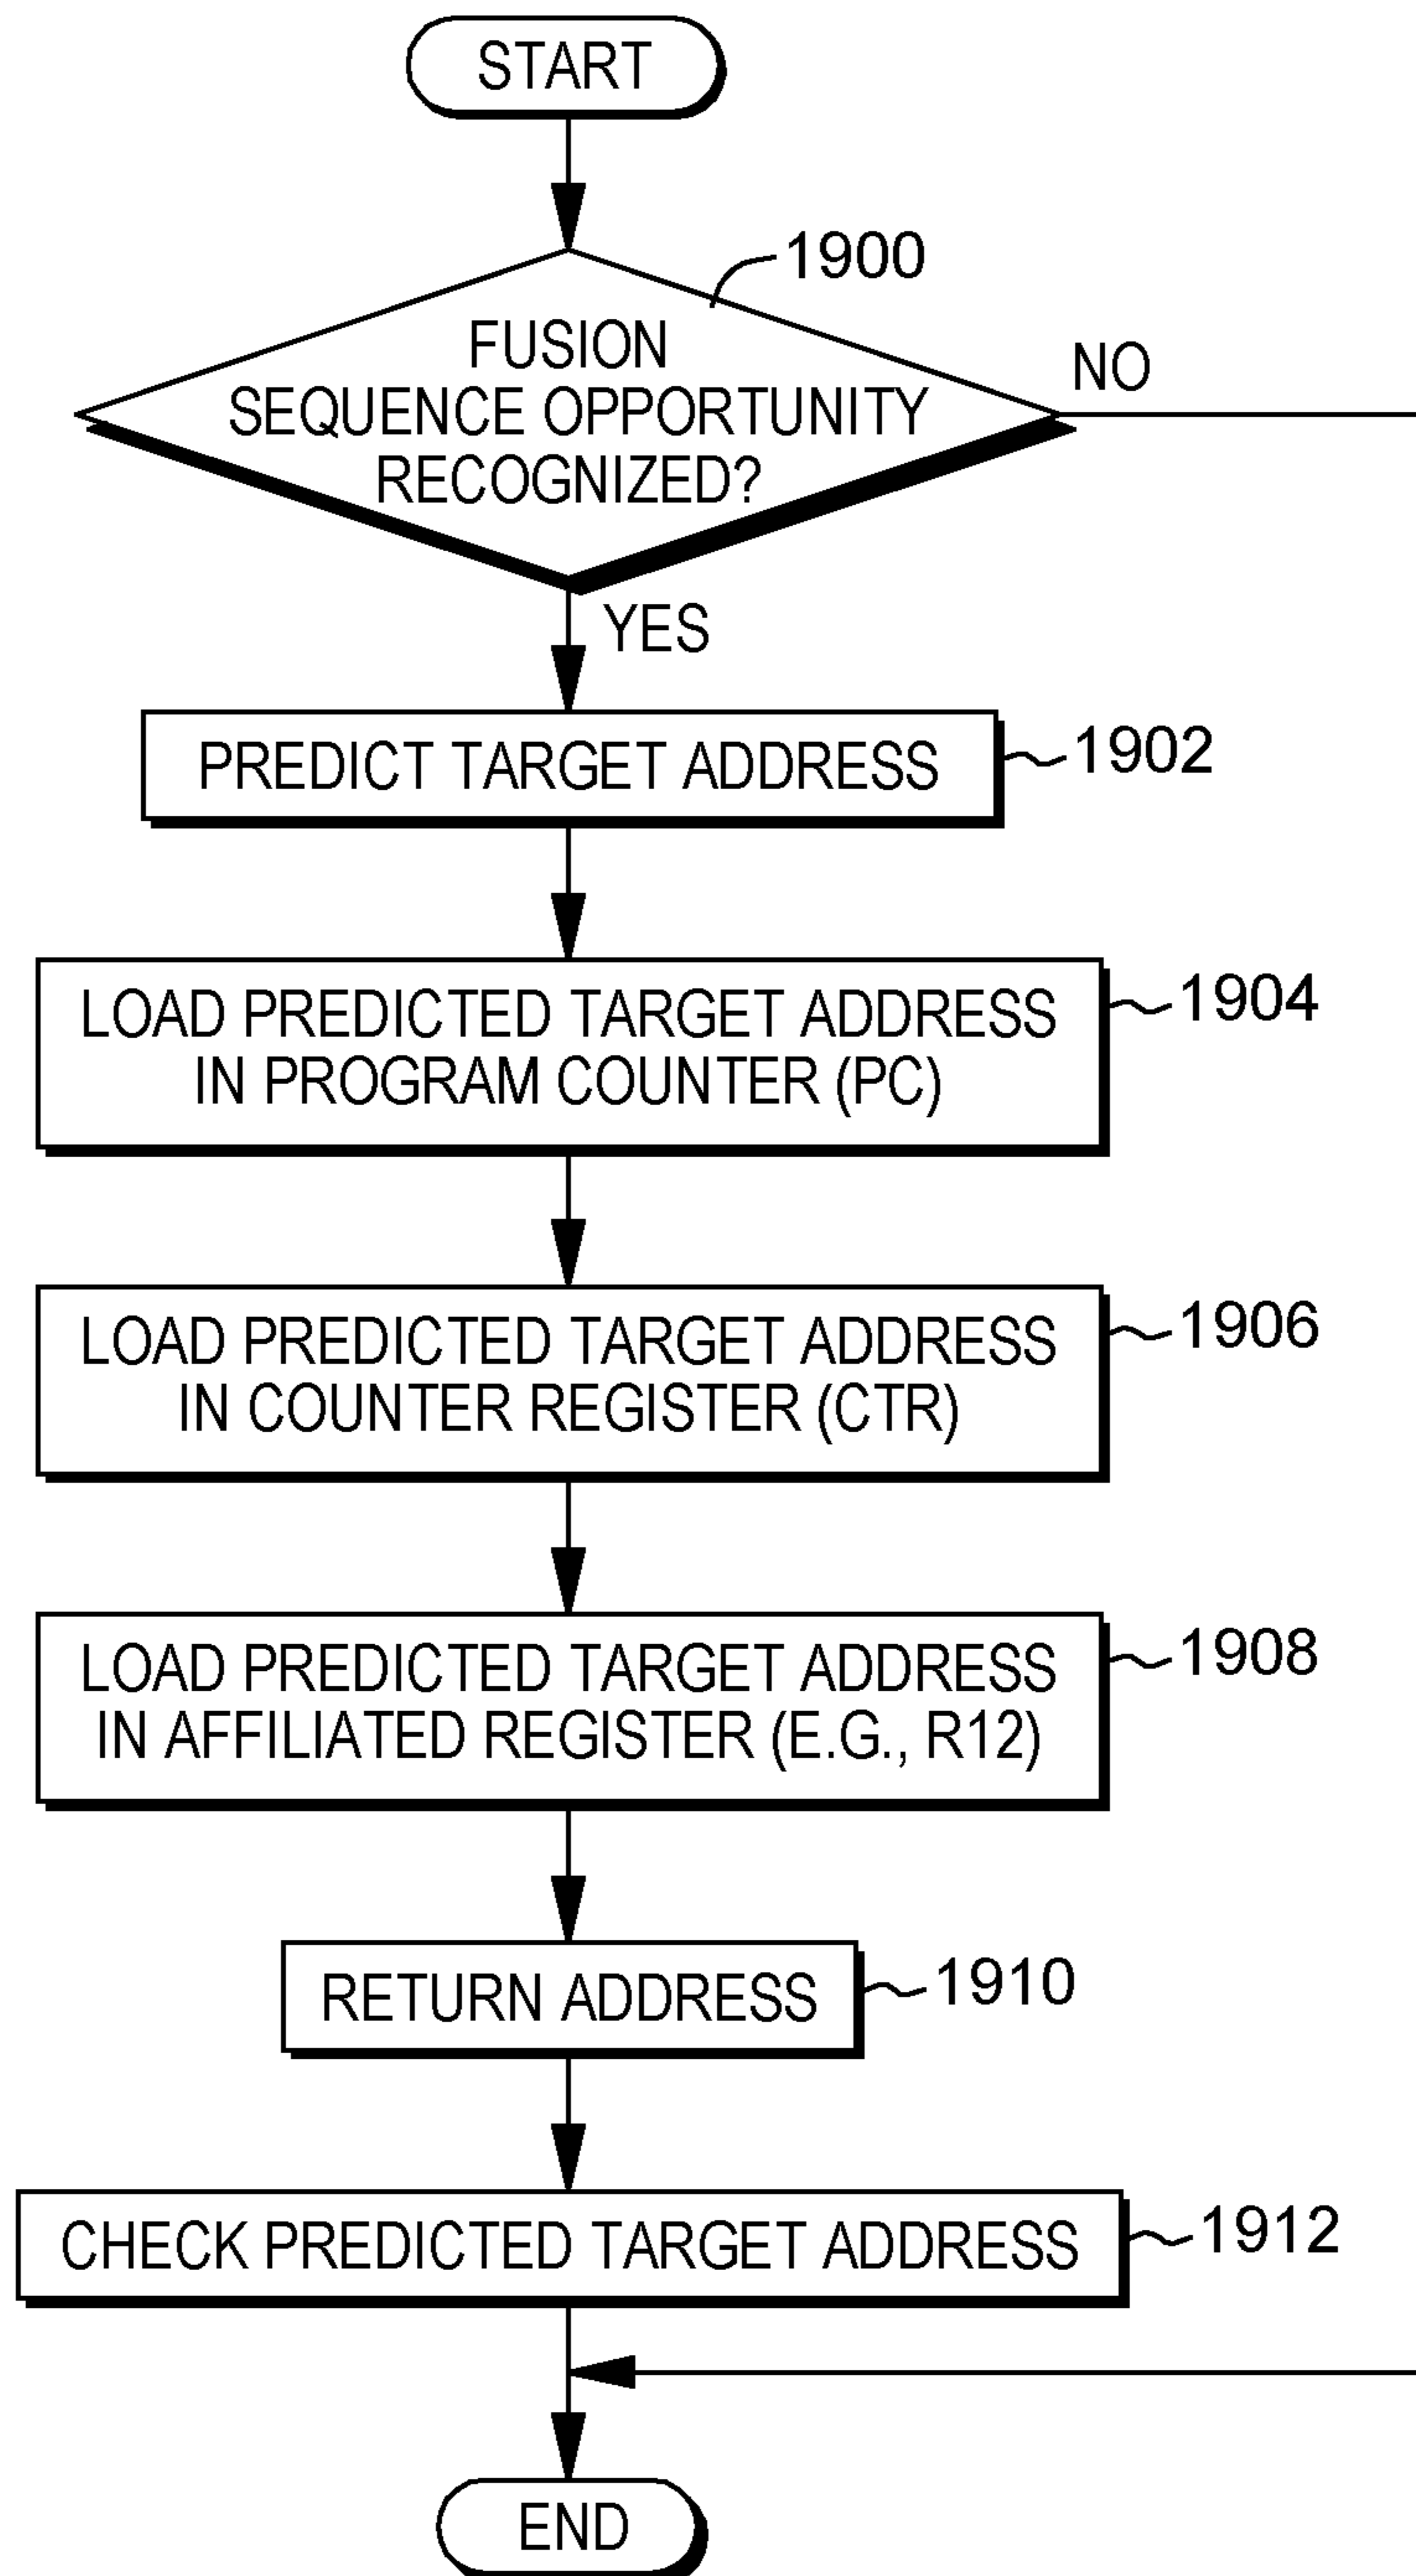 START
1900
FUSION
SEQUENCE OPPORTUNITY
RECOGNIZED?
NO
YES
PREDICT TARGET ADDRESS
1902
LOAD PREDICTED TARGET ADDRESS
IN PROGRAM COUNTER (PC)
1904
LOAD PREDICTED TARGET ADDRESS
IN COUNTER REGISTER (CTR)
1906
LOAD PREDICTED TARGET ADDRESS
IN AFFILIATED REGISTER (E.G., R12)
1908
RETURN ADDRESS
1910
CHECK PREDICTED TARGET ADDRESS
1912
END